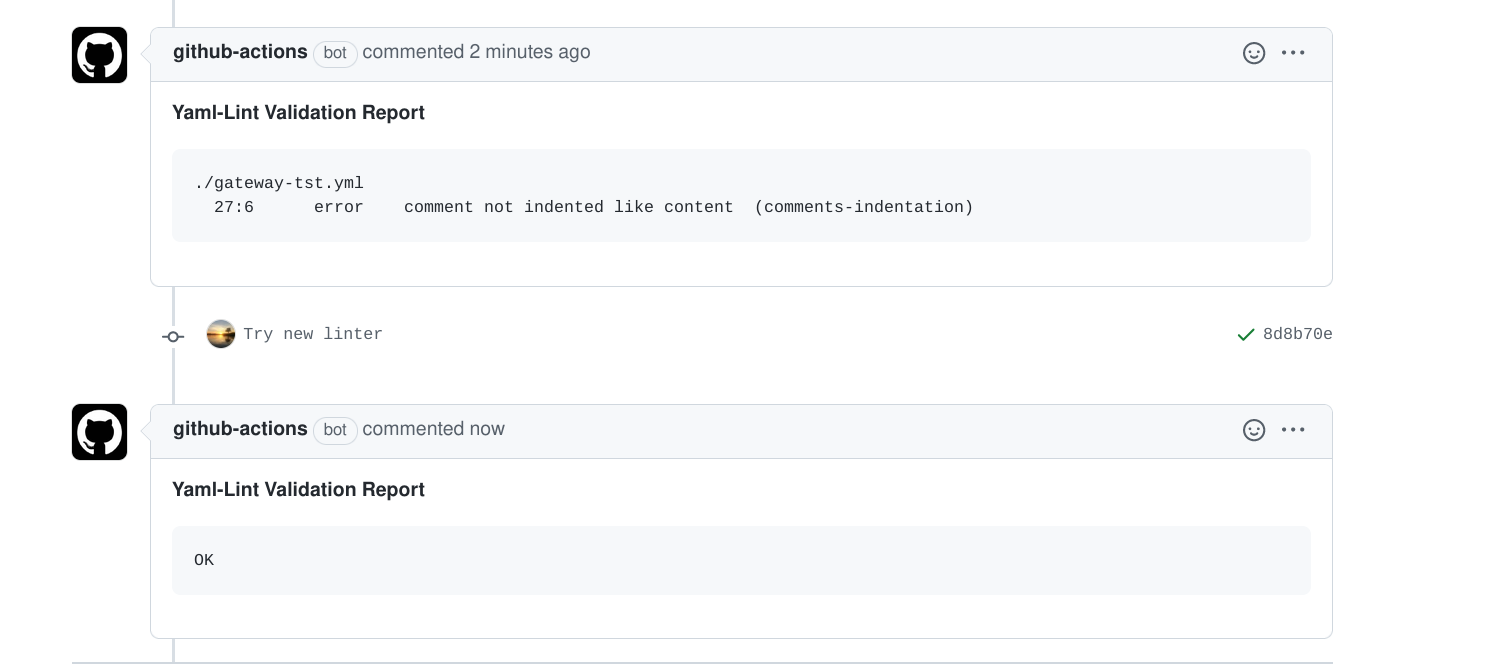 github-actions bot commented 2 minutes ago
Yaml-Lint Validation Report
./gateway-tst.yml
  27:6      error    comment not indented like content  (comments-indentation)
Try new linter 8d8b70e
github-actions bot commented now
Yaml-Lint Validation Report
OK